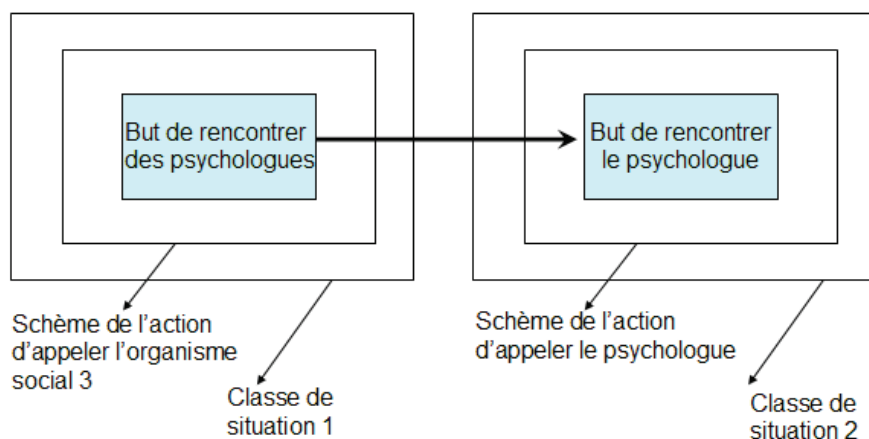 But de rencontrer
des psychologues
But de rencontrer
le psychologue
Schème de l'action
d'appeler l'organisme
social 3
Classe de
situation 1
Schème de l'action
d'appeler le psychologue
Classe de
situation 2